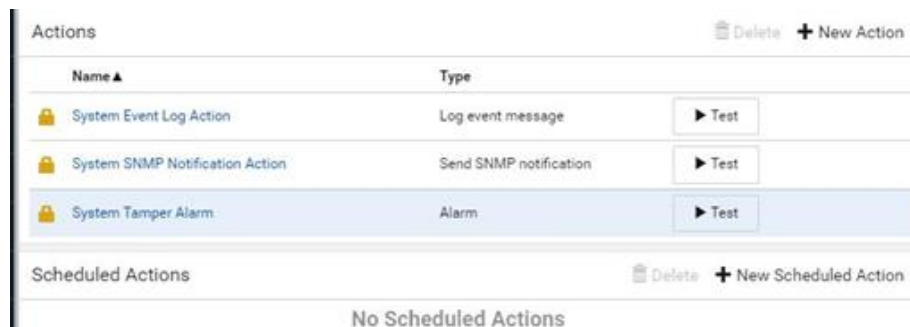 Actions
Delete
New Action
Name
Type
System Event Log Action
Log event message
Test
System SNMP Notification Action
Send SNMP notification
Test
System Tamper Alarm
Alarm
Test
Scheduled Actions
Delete
New Scheduled Action
No Scheduled Actions